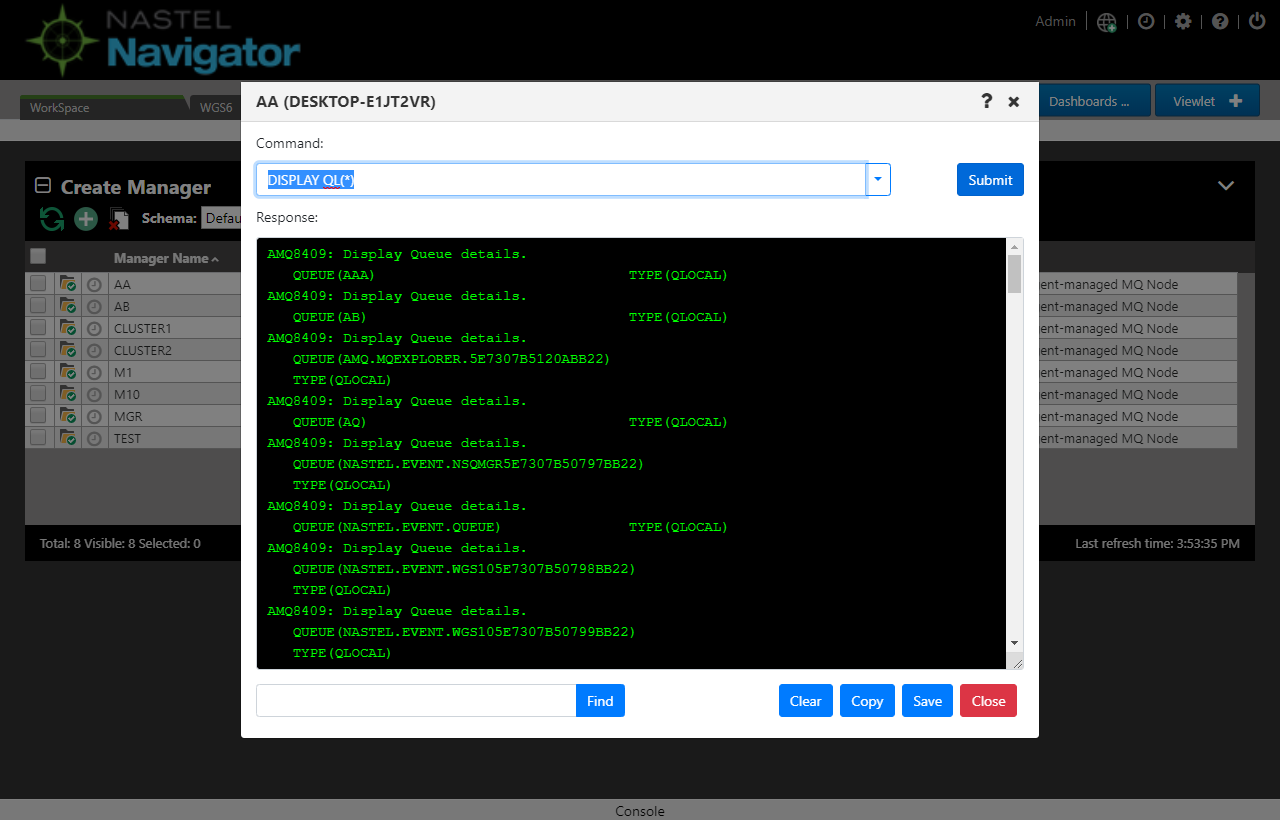 NASTEL
Navigator
Admin
WorkSpace
WGS6
Dashboards ...
Viewlet
AA (DESKTOP-E1JT2VR)
Command:
DISPLAY QL(*)
Submit
Response:
AMQ8409: Display Queue details.
QUEUE(AAA) TYPE(QLOCAL)
AMQ8409: Display Queue details.
QUEUE(AB) TYPE(QLOCAL)
AMQ8409: Display Queue details.
QUEUE(AMQ.MQEXPLORER.5E7307B5120ABB22)
TYPE(QLOCAL)
AMQ8409: Display Queue details.
QUEUE(AQ) TYPE(QLOCAL)
AMQ8409: Display Queue details.
QUEUE(NASTEL.EVENT.NSQMGR5E7307B50797BB22)
TYPE(QLOCAL)
AMQ8409: Display Queue details.
QUEUE(NASTEL.EVENT.QUEUE) TYPE(QLOCAL)
AMQ8409: Display Queue details.
QUEUE(NASTEL.EVENT.WGS105E7307B50798BB22)
TYPE(QLOCAL)
AMQ8409: Display Queue details.
QUEUE(NASTEL.EVENT.WGS105E7307B50799BB22)
TYPE(QLOCAL)
Find
Clear
Copy
Save
Close
Create Manager
Schema: Defau
Manager Name
AA
ent-managed MQ Node
AB
ent-managed MQ Node
CLUSTER1
ent-managed MQ Node
CLUSTER2
ent-managed MQ Node
M1
ent-managed MQ Node
M10
ent-managed MQ Node
MGR
ent-managed MQ Node
TEST
ent-managed MQ Node
Total: 8 Visible: 8 Selected: 0
Last refresh time: 3:53:35 PM
Console